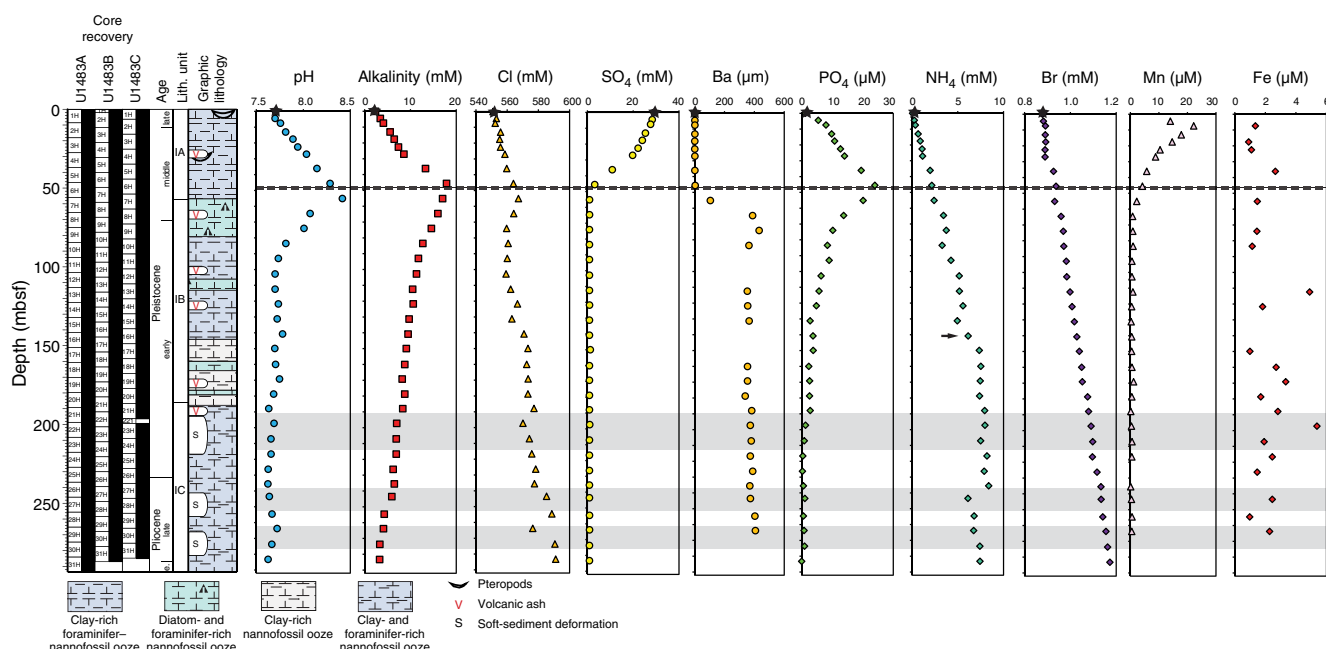 Core
recovery
U1483A
U1483B
U1483C
Age
Lith. unit
Graphic
lithology
pH
Alkalinity (mM)
Cl (mM)
SO4 (mM)
Ba (µm)
PO4 (µM)
NH4 (mM)
Br (mM)
Mn (µM)
Fe (µM)
7.5 8.0 8.5
0 10 20
540 560 580 600
0 20 40
0 200 400 600
0 10 20 30
0 5 10
0.8 1.0 1.2
0 10 20 30
0 2 4 6
Depth (mbsf)
0
50
100
150
200
250
late
middle
Pleistocene
early
Pliocene
late
e.
IA
IB
IC
V
V
V
V
V
V
S
S
S
Clay-rich
foraminifer–
nannofossil ooze
Diatom- and
foraminifer-rich
nannofossil ooze
Clay-rich
nannofossil ooze
Clay- and
foraminifer-rich
nannofossil ooze
Pteropods
V Volcanic ash
S Soft-sediment deformation